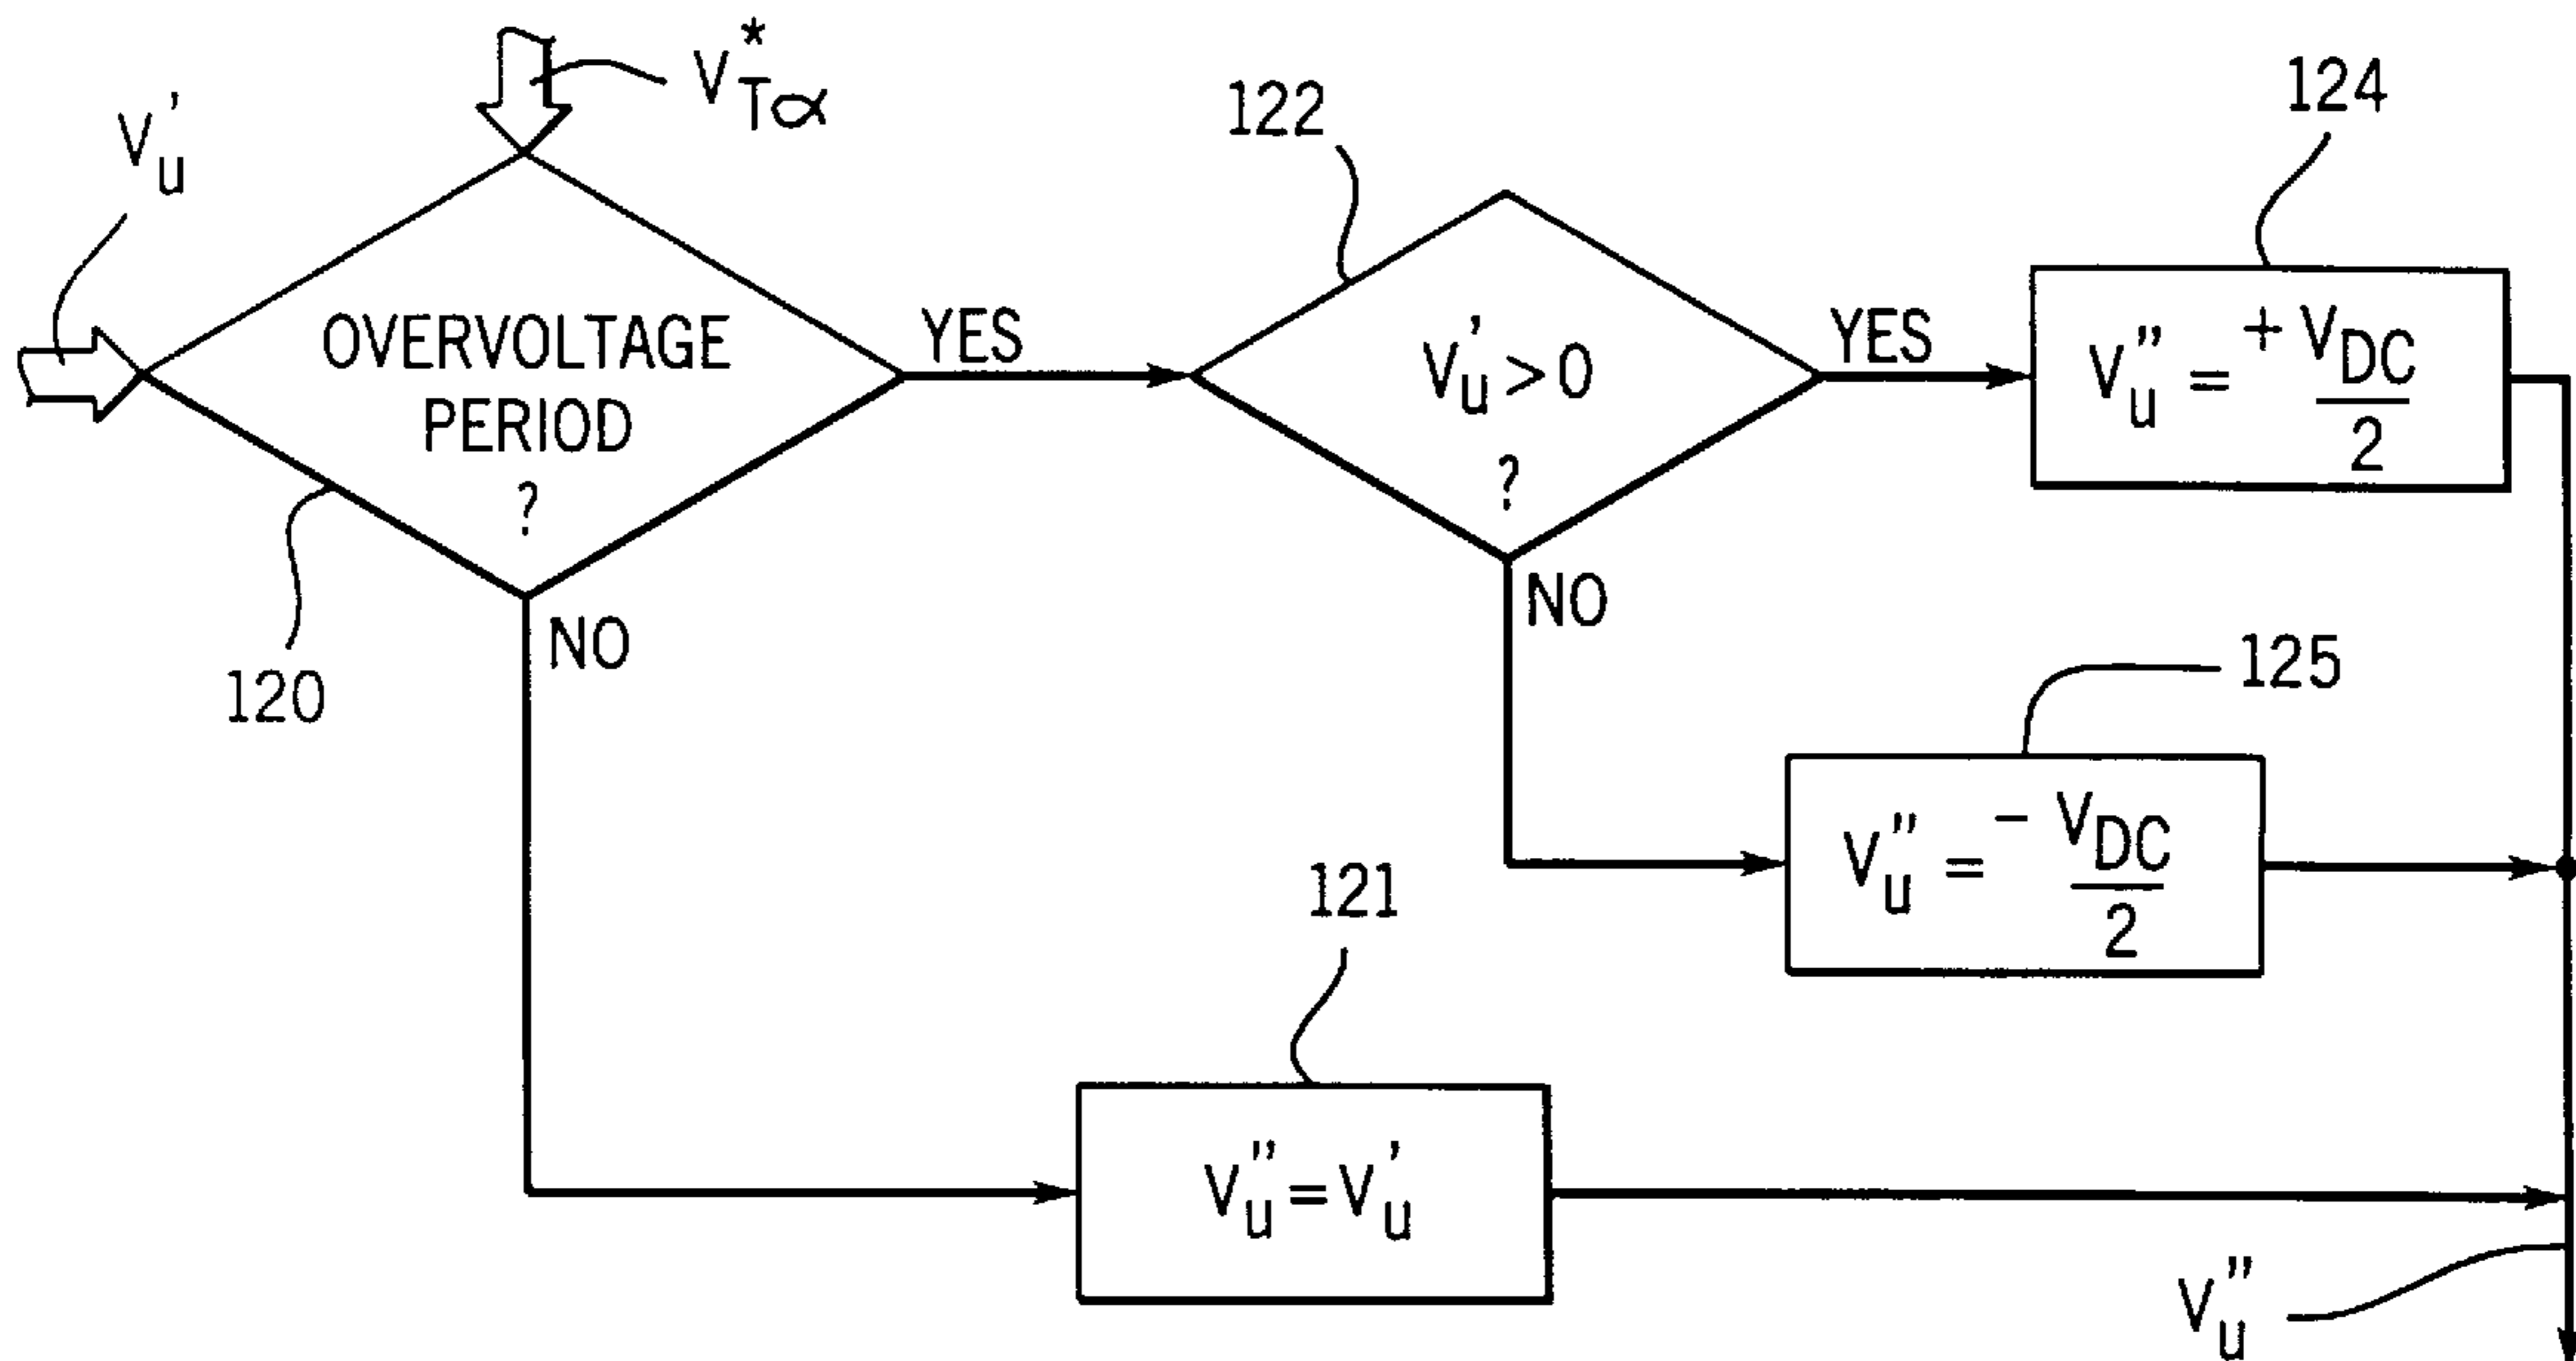 V*Tα
V'u
122
124
OVERVOLTAGE
PERIOD
?
YES
V'u > 0
?
YES
V"u = +VDC/2
NO
120
NO
125
V"u = -VDC/2
121
V"u = V'u
V"u